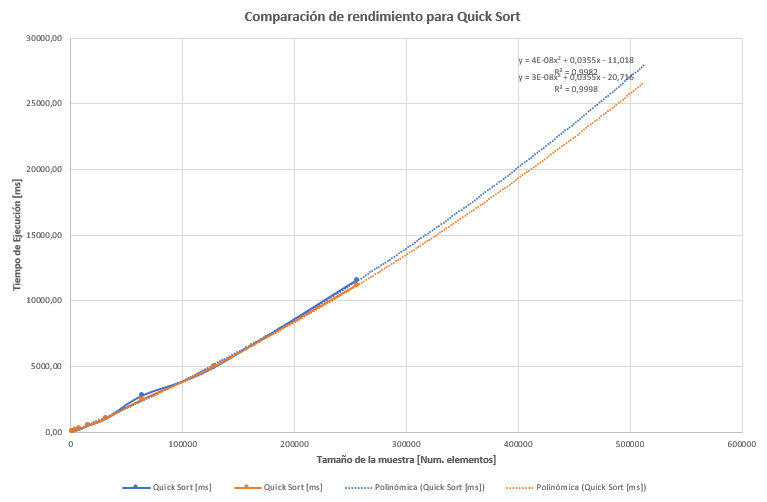 Comparación de rendimiento para Quick Sort
30000,00
25000,00
20000,00
15000,00
10000,00
5000,00
0,00
Tiempo de Ejecución [ms]
y = 4E-08x² + 0,0355x - 11,018
R² = 0,9982
y = 3E-08x² + 0,0355x - 20,716
R² = 0,9998
0 100000 200000 300000 400000 500000 600000
Tamaño de la muestra [Num. elementos]
Quick Sort [ms] Quick Sort [ms] Polinómica (Quick Sort [ms]) Polinómica (Quick Sort [ms])